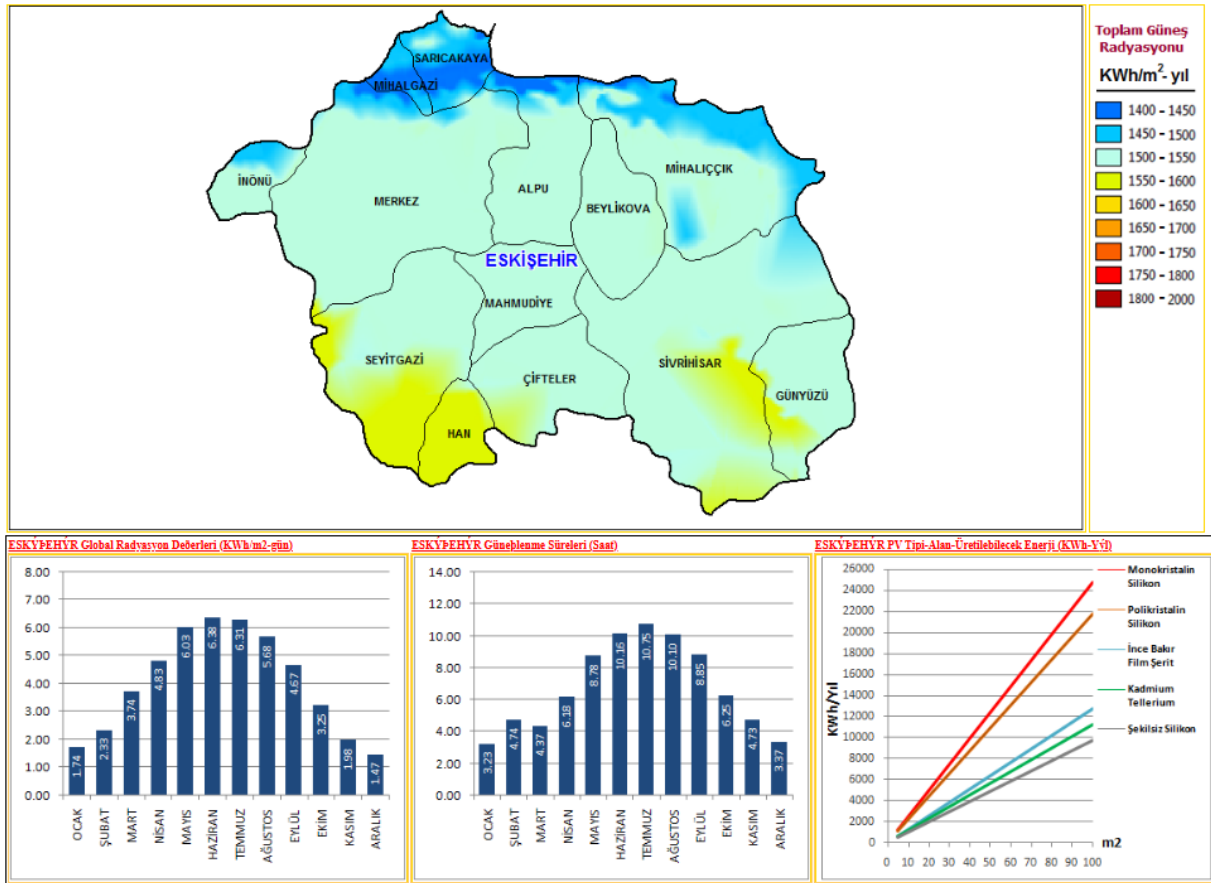 SARICAKAYA
MİHALGAZİ
İNÖNÜ
MERKEZ
ALPU
BEYLİKOVA
MİHALIÇÇIK
ESKİŞEHİR
MAHMUDİYE
SEYİTGAZİ
ÇİFTELER
SİVRİHİSAR
GÜNYÜZÜ
HAN
Toplam Güneş
Radyasyonu
KWh/m²- yıl
1400 - 1450
1450 - 1500
1500 - 1550
1550 - 1600
1600 - 1650
1650 - 1700
1700 - 1750
1750 - 1800
1800 - 2000
ESKÝÞEHÝR Global Radyasyon Deðerleri (KWh/m2-gün)
8.00
7.00
6.00
5.00
4.00
3.00
2.00
1.00
0.00
1.74
2.33
3.74
4.83
6.03
6.38
6.31
5.68
4.67
3.25
1.98
1.47
OCAK
ŞUBAT
MART
NİSAN
MAYIS
HAZİRAN
TEMMUZ
AĞUSTOS
EYLÜL
EKİM
KASIM
ARALIK
ESKÝÞEHÝR Güneþlenme Süreleri (Saat)
14.00
12.00
10.00
8.00
6.00
4.00
2.00
0.00
3.23
4.74
4.37
6.18
8.78
10.16
10.75
10.10
8.85
6.25
4.73
3.37
OCAK
ŞUBAT
MART
NİSAN
MAYIS
HAZİRAN
TEMMUZ
AĞUSTOS
EYLÜL
EKİM
KASIM
ARALIK
ESKÝÞEHÝR PV Tipi-Alan-Üretilebilecek Enerji (KWh-Yýl)
KWh/Yıl
26000
24000
22000
20000
18000
16000
14000
12000
10000
8000
6000
4000
2000
0
0 10 20 30 40 50 60 70 80 90 100
m2
Monokristalin
Silikon
Polikristalin
Silikon
İnce Bakır
Film Şerit
Kadmium
Tellerium
Şekilsiz Silikon